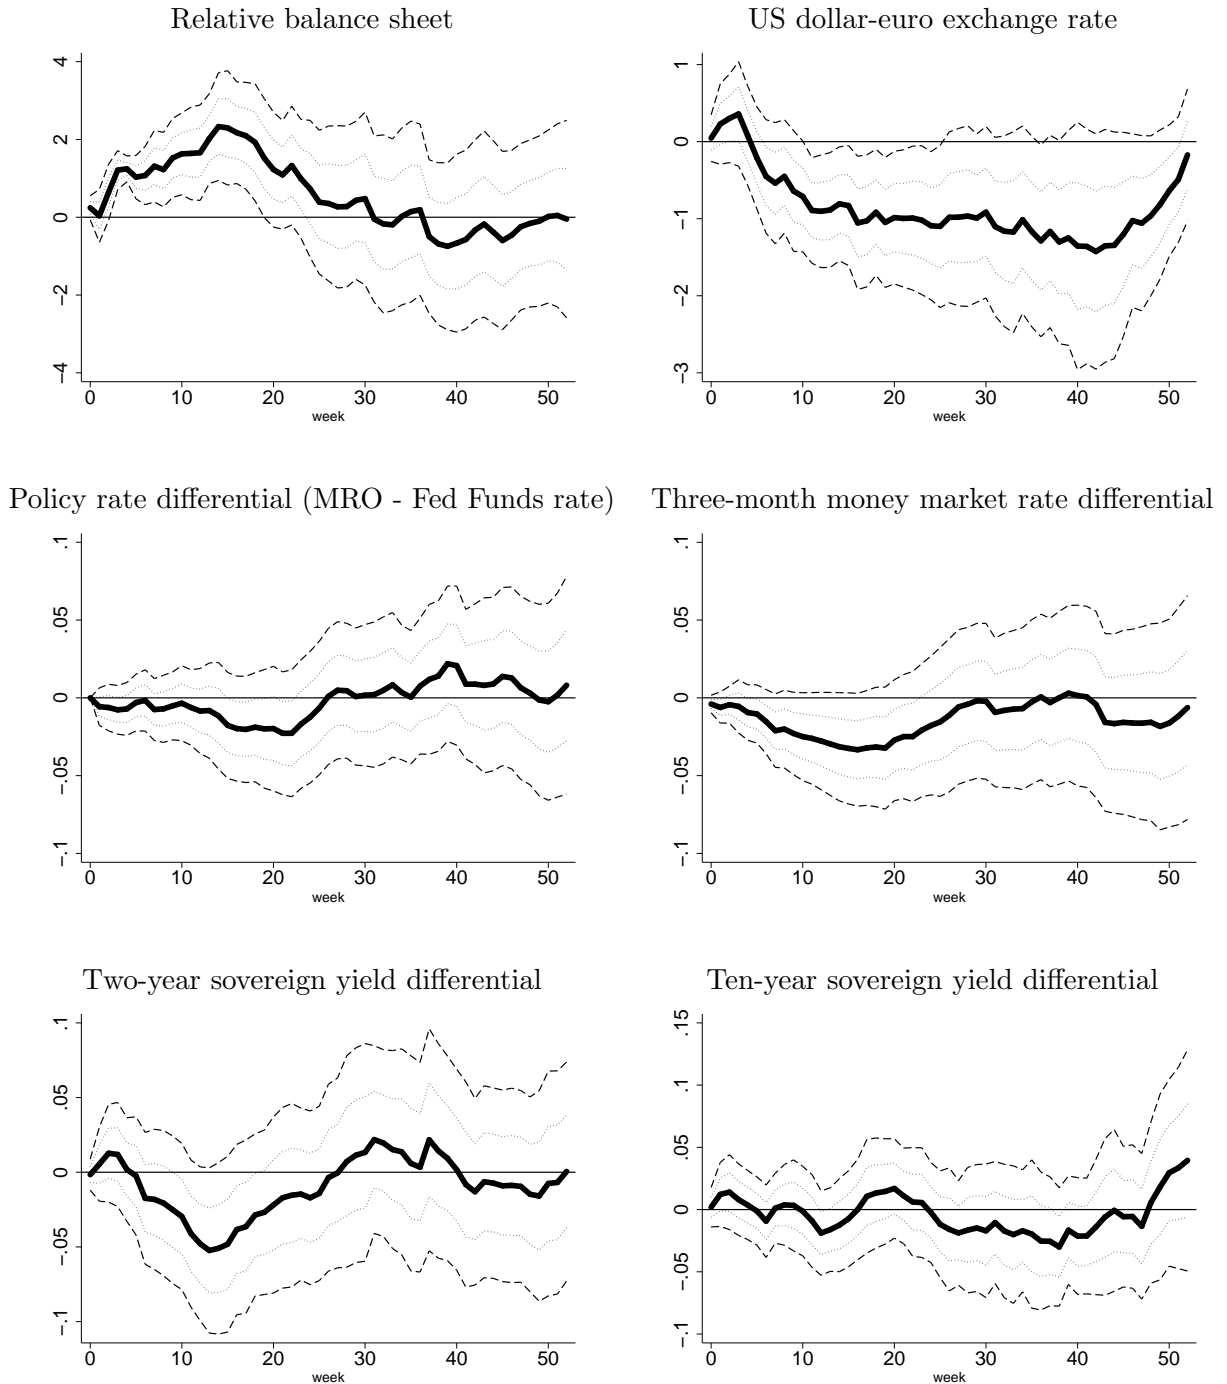 Relative balance sheet
4
2
0
−2
−4
0 10 20 30 40 50
week
US dollar-euro exchange rate
1
0
−1
−2
−3
0 10 20 30 40 50
week
Policy rate differential (MRO - Fed Funds rate)
.1
.05
0
−.05
−.1
0 10 20 30 40 50
week
Three-month money market rate differential
.1
.05
0
−.05
−.1
0 10 20 30 40 50
week
Two-year sovereign yield differential
.1
.05
0
−.05
−.1
0 10 20 30 40 50
week
Ten-year sovereign yield differential
.15
.1
.05
0
−.05
−.1
0 10 20 30 40 50
week